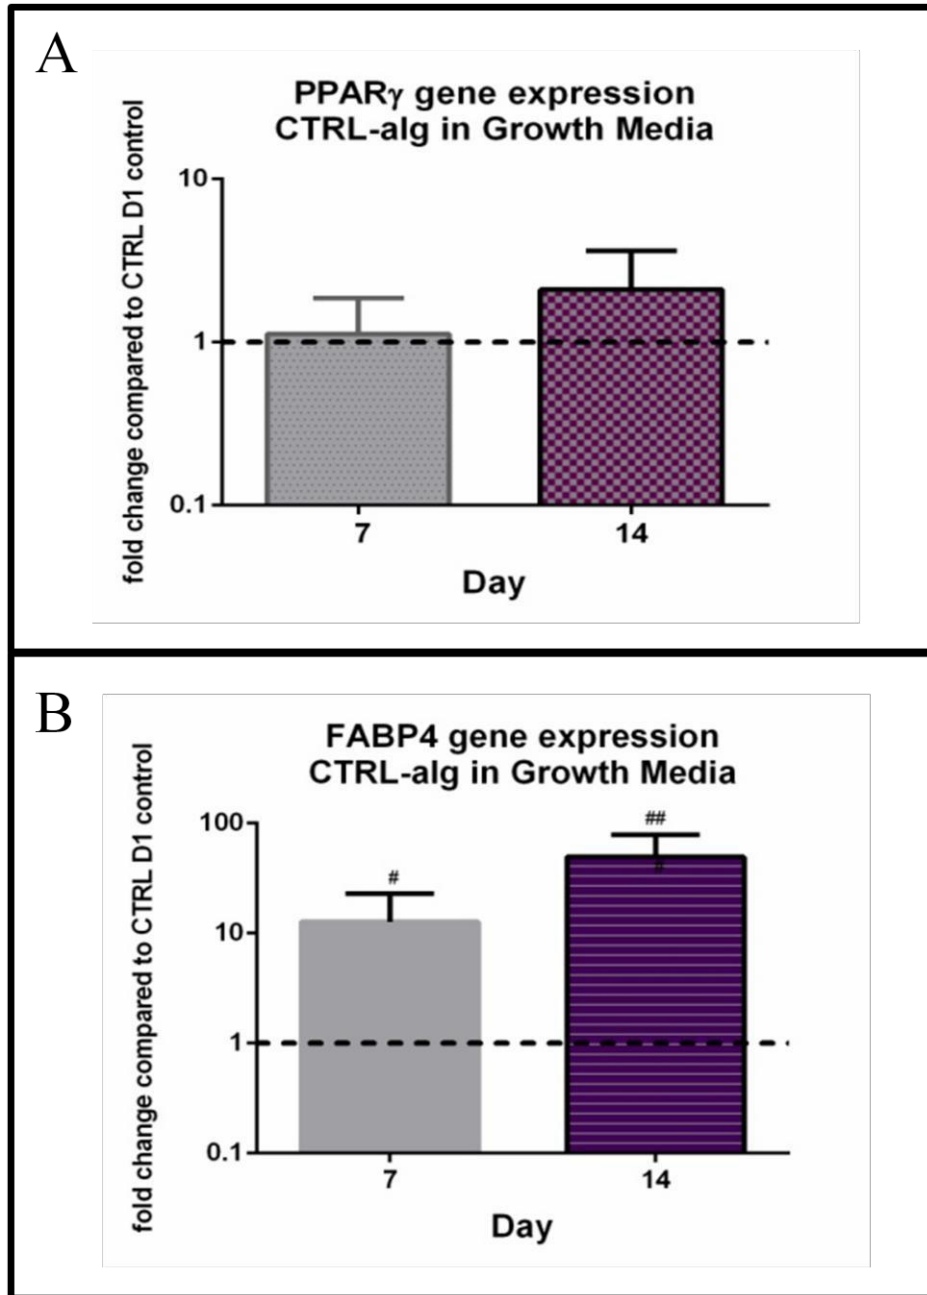 A
PPARγ gene expression
CTRL-alg in Growth Media
fold change compared to CTRL D1 control
10
1
0.1
7
14
Day
B
FABP4 gene expression
CTRL-alg in Growth Media
fold change compared to CTRL D1 control
100
10
1
0.1
#
##
#
7
14
Day